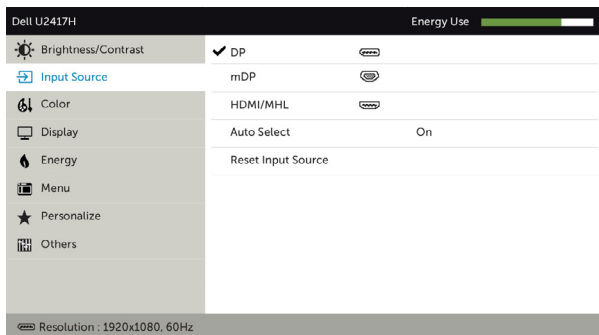 Dell U2417H Energy Use
Brightness/Contrast
Input Source
Color
Display
Energy
Menu
Personalize
Others
DP
mDP
HDMI/MHL
Auto Select On
Reset Input Source
Resolution : 1920x1080, 60Hz